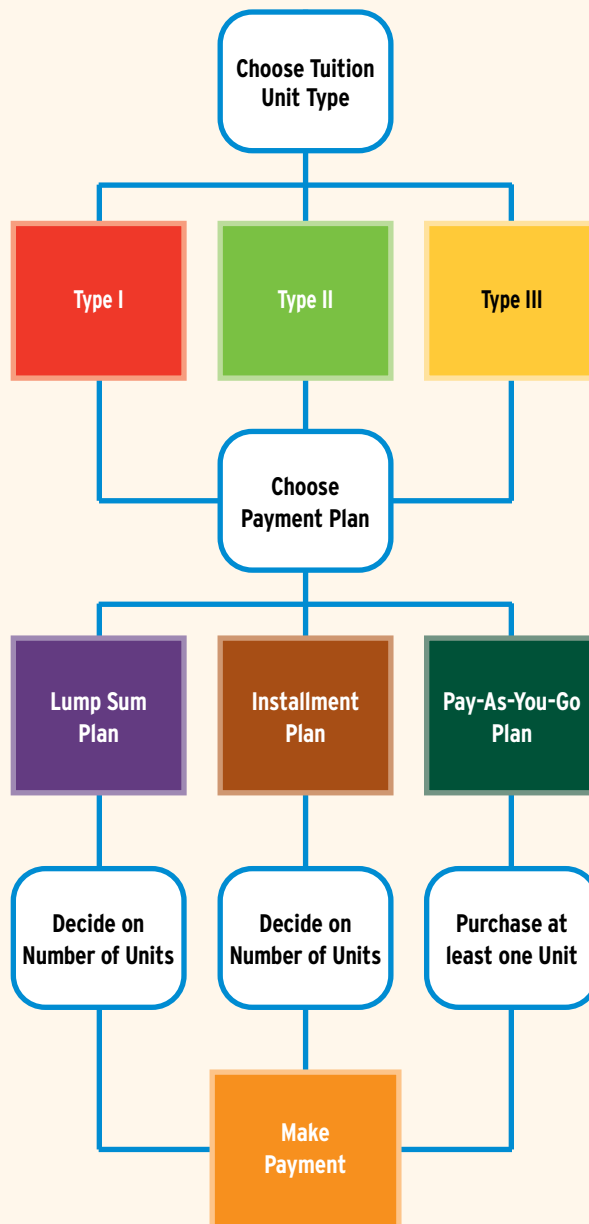 Choose Tuition
Unit Type
Type I
Type II
Type III
Choose
Payment Plan
Lump Sum
Plan
Installment
Plan
Pay-As-You-Go
Plan
Decide on
Number of Units
Decide on
Number of Units
Purchase at
least one Unit
Make
Payment